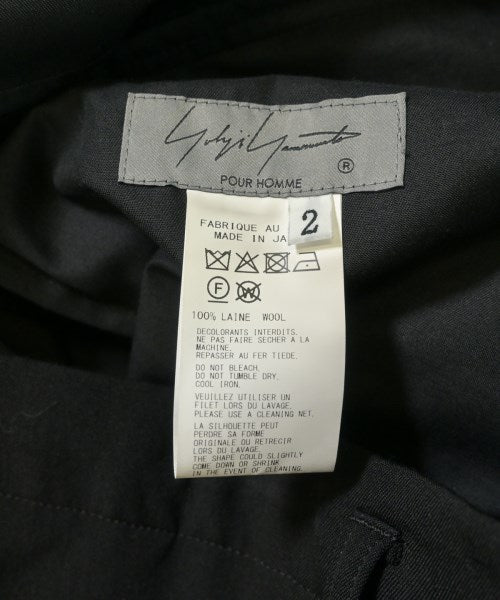 Yohji Yamamoto
POUR HOMME ®
FABRIQUE AU
MADE IN JA
2
F W
100% LAINE WOOL
DECOLORANTS INTERDITS.
NE PAS FAIRE SECHER A LA
MACHINE.
REPASSER AU FER TIEDE.
DO NOT BLEACH.
DO NOT TUMBLE DRY.
COOL IRON.
VEUILLEZ UTILISER UN
FILET LORS DU LAVAGE.
PLEASE USE A CLEANING NET.
LA SILHOUETTE PEUT
PERDRE SA FORME
ORIGINALE OU RETRECIR
LORS DU LAVAGE.
THE SHAPE COULD SLIGHTLY
COME DOWN OR SHRINK
IN THE EVENT OF CLEANING.